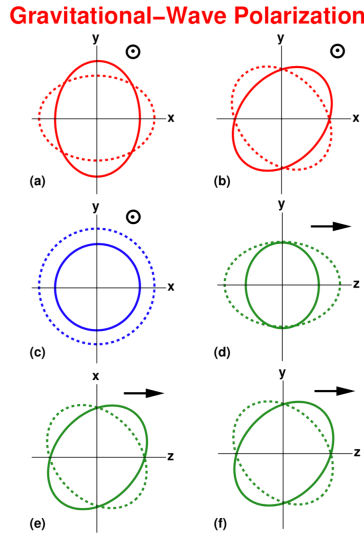 Gravitational-Wave Polarization
y
y
x
x
(a)
(b)
y
y
x
z
(c)
(d)
x
y
z
z
(e)
(f)